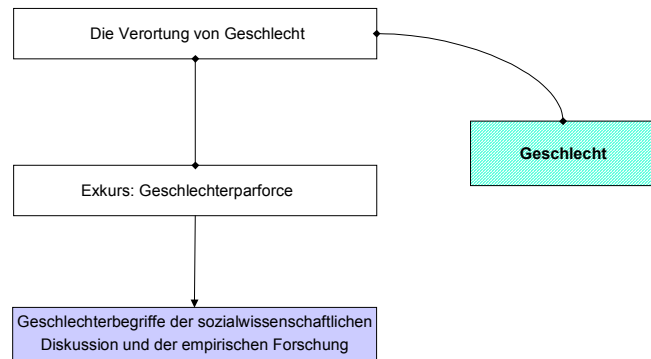 Die Verortung von Geschlecht
Geschlecht
Exkurs: Geschlechterparforce
Geschlechterbegriffe der sozialwissenschaftlichen
Diskussion und der empirischen Forschung